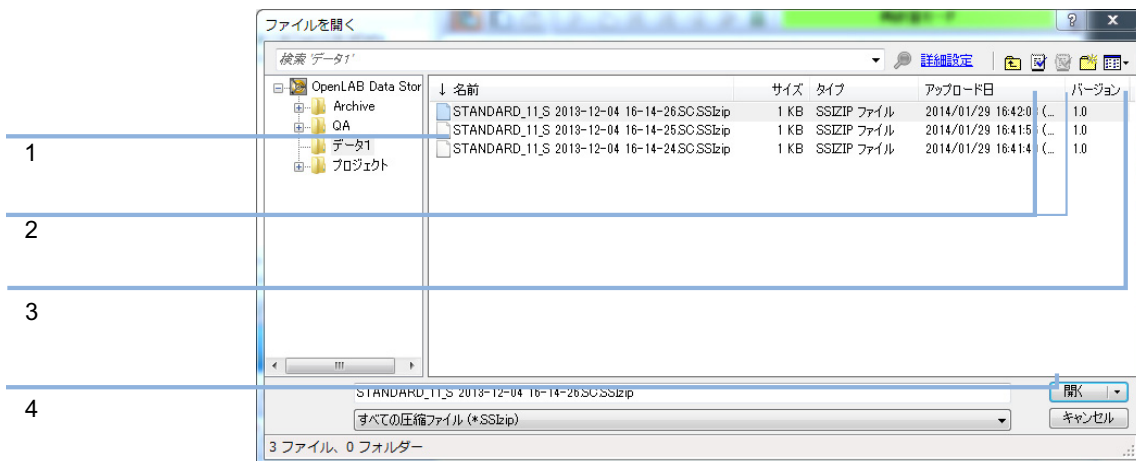 ファイルを開く
検索 'データ1'
詳細設定
OpenLAB Data Stor
Archive
QA
データ1
プロジェクト
↓ 名前 サイズ タイプ アップロード日 バージョン
STANDARD_11_S 2013-12-04 16-14-26.SC.SSIzip 1 KB SSIZIP ファイル 2014/01/29 16:42:0 (... 1.0
STANDARD_11_S 2013-12-04 16-14-25.SC.SSIzip 1 KB SSIZIP ファイル 2014/01/29 16:41:5 (... 1.0
STANDARD_11_S 2013-12-04 16-14-24.SC.SSIzip 1 KB SSIZIP ファイル 2014/01/29 16:41:4 (... 1.0
1
2
3
4
STANDARD_11_S 2013-12-04 16-14-26.SC.SSIzip
開く
すべての圧縮ファイル (*.SSIzip)
キャンセル
3 ファイル、0 フォルダー